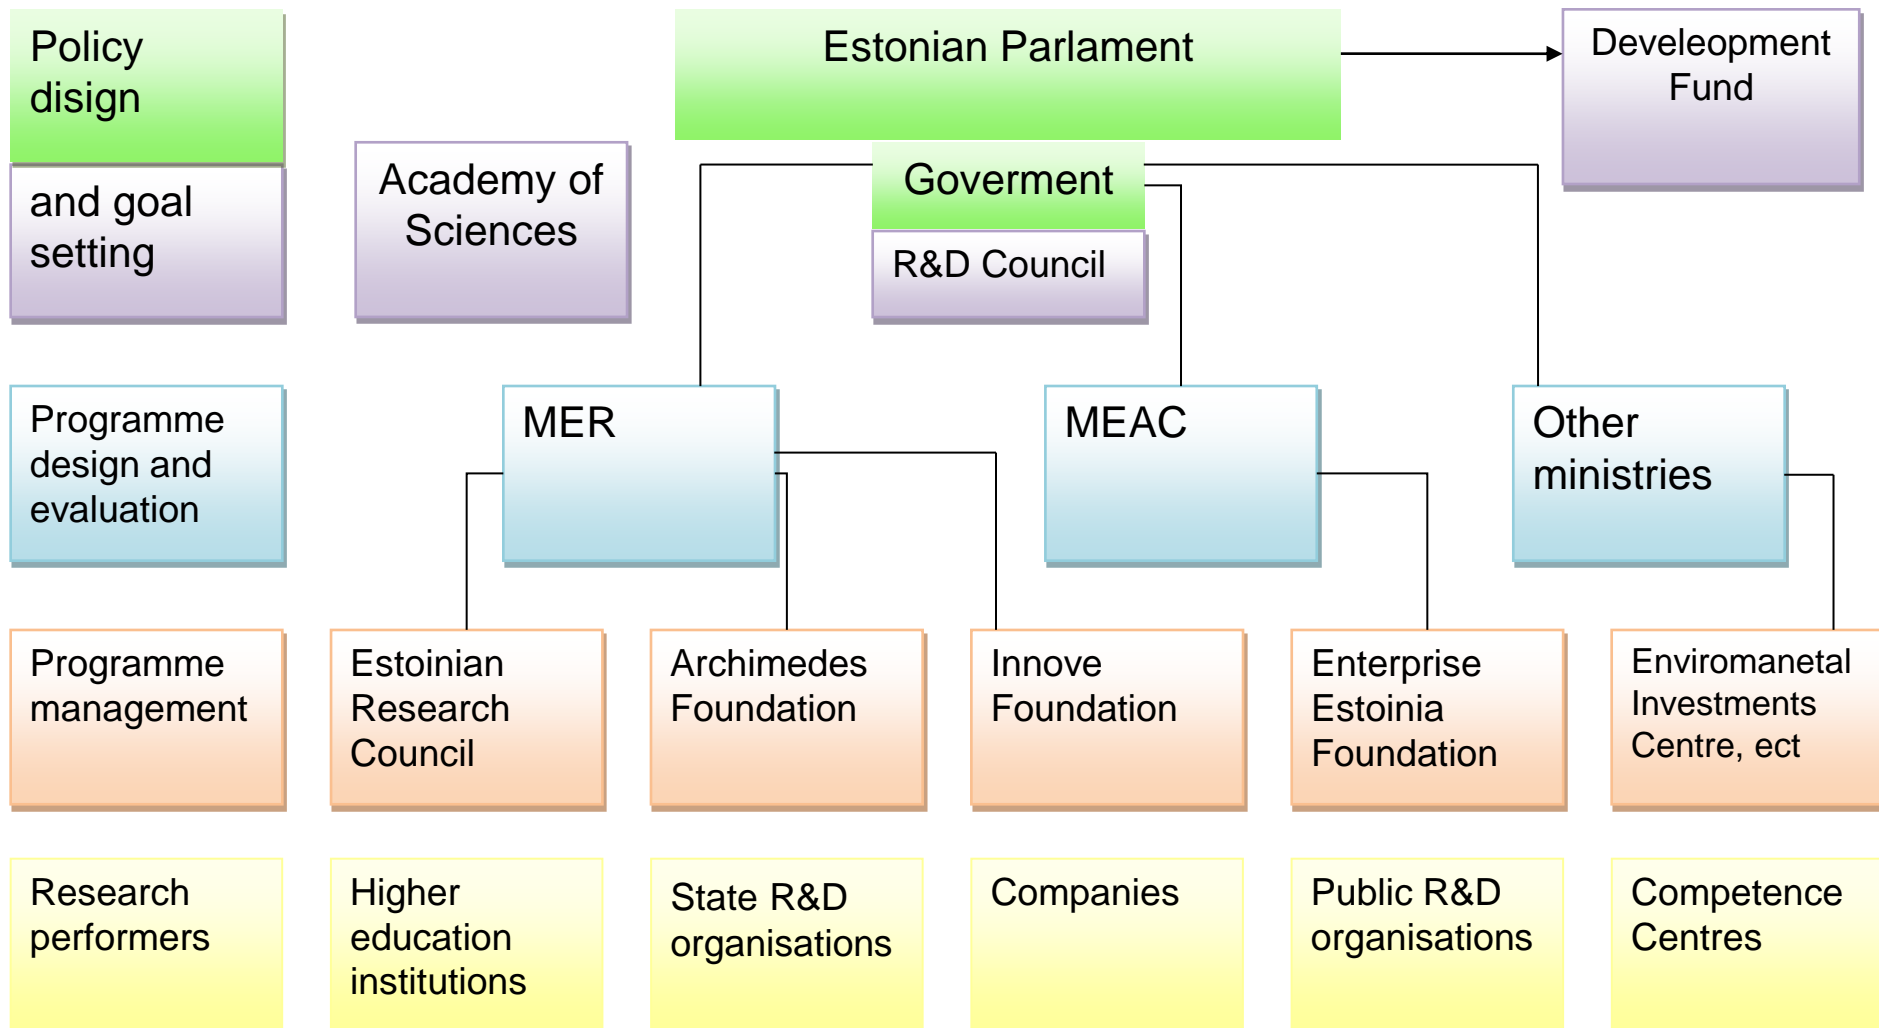 Policy
disign
and goal
setting
Estonian Parlament
Develeopment
Fund
Academy of
Sciences
Goverment
R&D Council
Programme
design and
evaluation
MER
MEAC
Other
ministries
Programme
management
Estoinian
Research
Council
Archimedes
Foundation
Innove
Foundation
Enterprise
Estoinia
Foundation
Enviromanetal
Investments
Centre, ect
Research
performers
Higher
education
institutions
State R&D
organisations
Companies
Public R&D
organisations
Competence
Centres